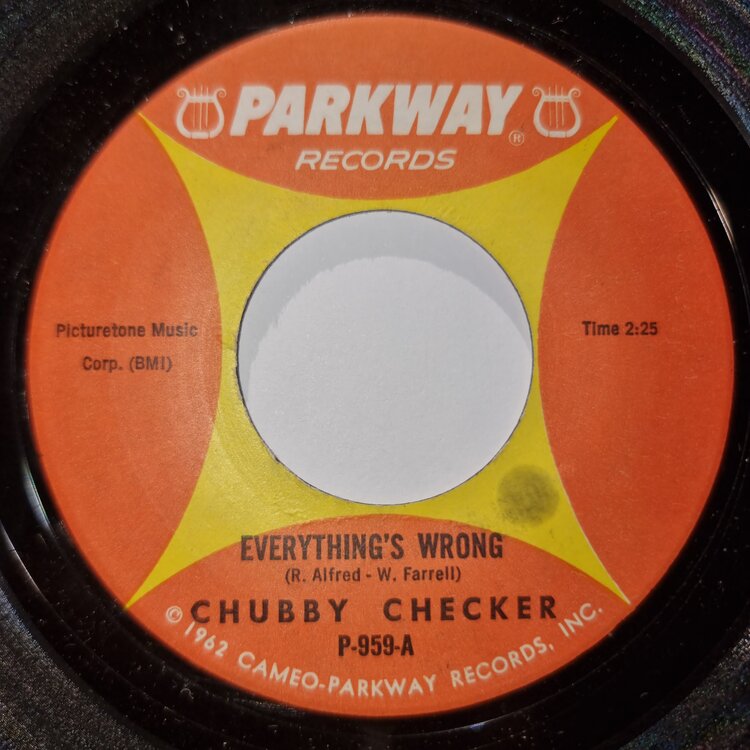 PARKWAY ®
RECORDS
Picturetone Music
Corp. (BMI)
Time 2:25
EVERYTHING'S WRONG
(R. Alfred - W. Farrell)
CHUBBY CHECKER
P-959-A
© 1962 CAMEO-PARKWAY RECORDS, INC.